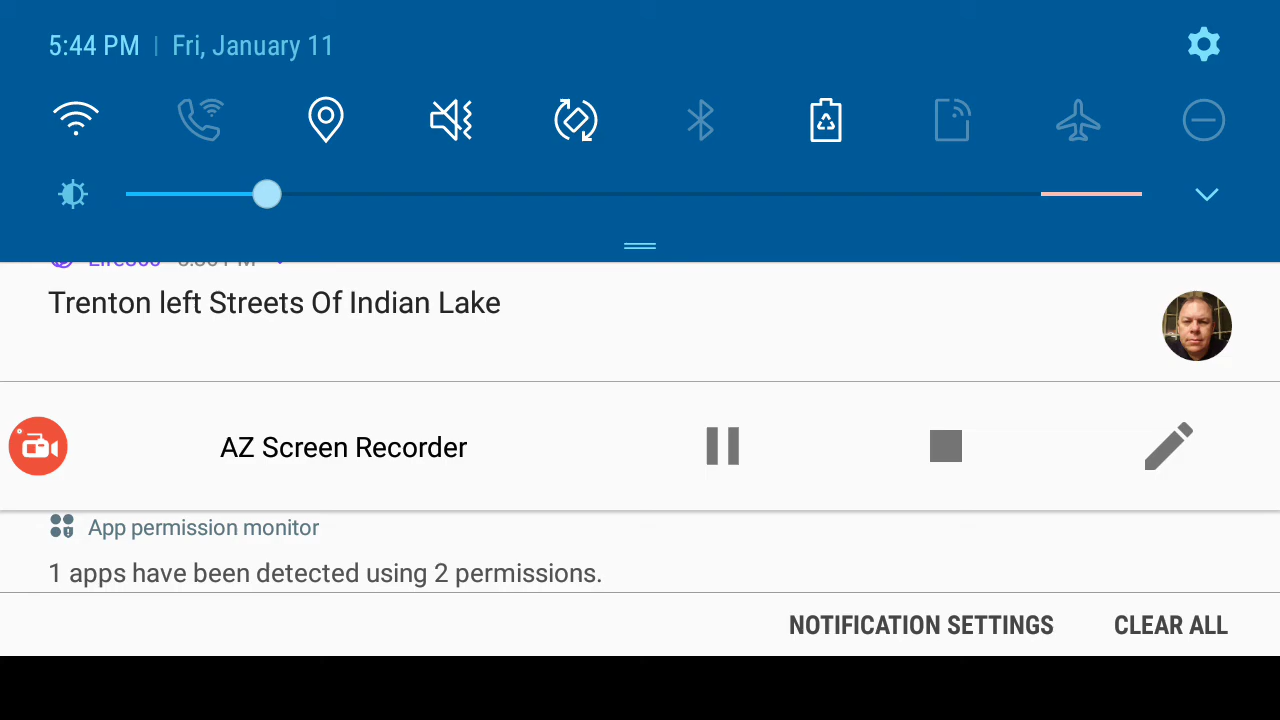 5:44 PM | Fri, January 11
Trenton left Streets Of Indian Lake
AZ Screen Recorder
App permission monitor
1 apps have been detected using 2 permissions.
NOTIFICATION SETTINGS CLEAR ALL